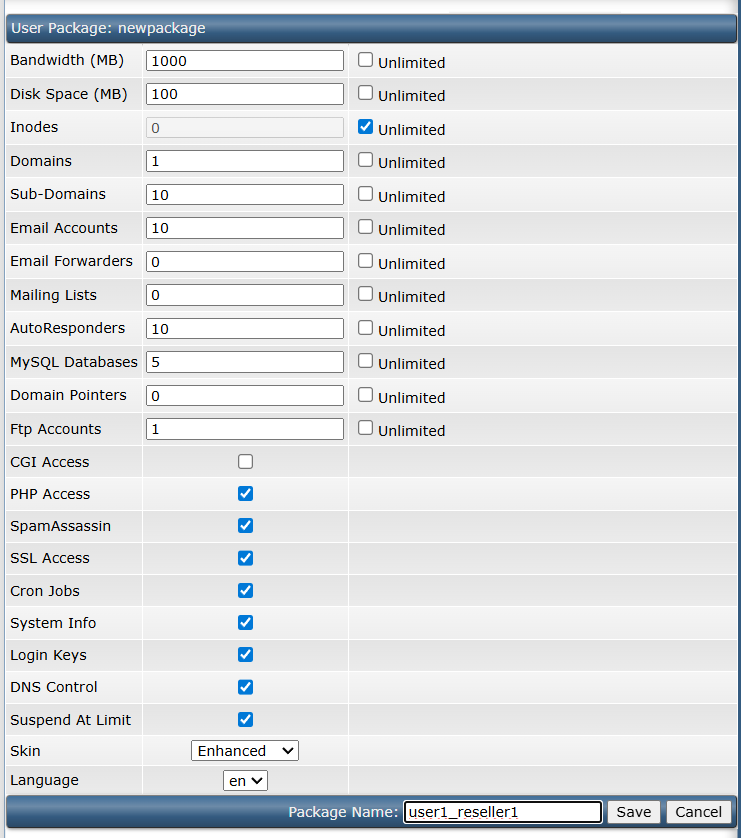 User Package: newpackage
Bandwidth (MB) 1000 Unlimited
Disk Space (MB) 100 Unlimited
Inodes 0 Unlimited
Domains 1 Unlimited
Sub-Domains 10 Unlimited
Email Accounts 10 Unlimited
Email Forwarders 0 Unlimited
Mailing Lists 0 Unlimited
AutoResponders 10 Unlimited
MySQL Databases 5 Unlimited
Domain Pointers 0 Unlimited
Ftp Accounts 1 Unlimited
CGI Access
PHP Access
SpamAssassin
SSL Access
Cron Jobs
System Info
Login Keys
DNS Control
Suspend At Limit
Skin Enhanced
Language en
Package Name: user1_reseller1 Save Cancel